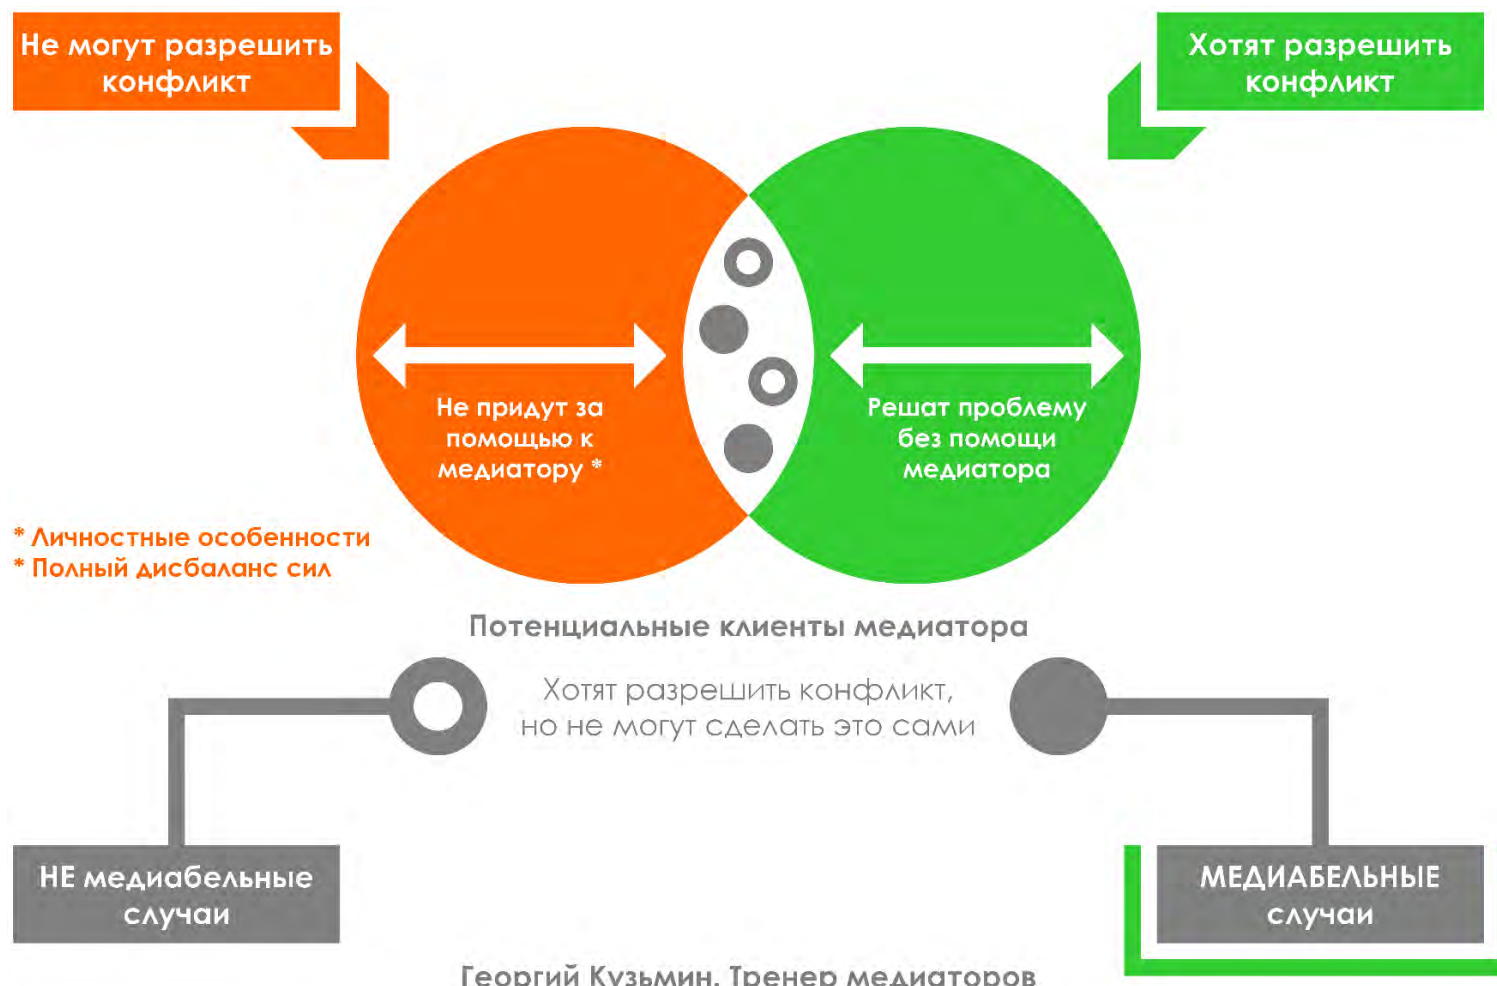 Не могут разрешить
конфликт
Хотят разрешить
конфликт
Не придут за
помощью к
медиатору *
Решат проблему
без помощи
медиатора
* Личностные особенности
* Полный дисбаланс сил
Потенциальные клиенты медиатора
Хотят разрешить конфликт,
но не могут сделать это сами
НЕ медиабельные
случаи
МЕДИАБЕЛЬНЫЕ
случаи
Георгий Кузьмин. Тренер медиаторов